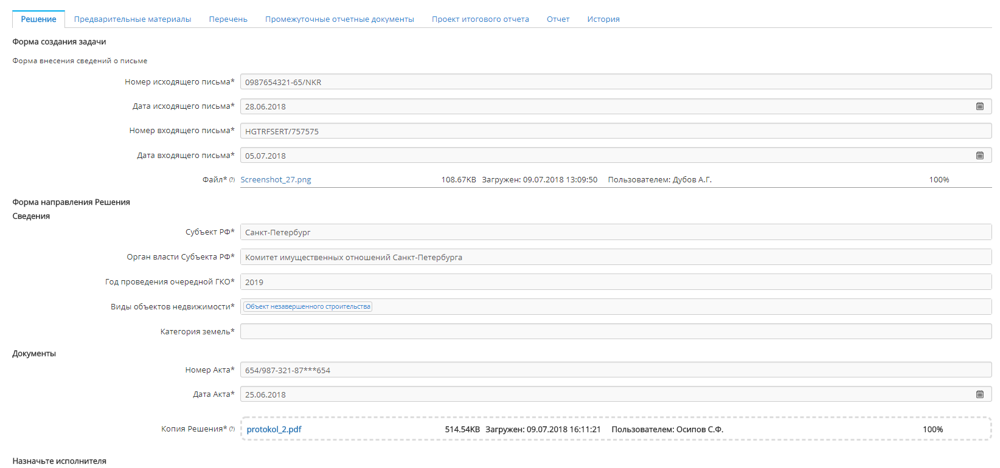 Решение Предварительные материалы Перечень Промежуточные отчетные документы Проект итогового отчета Отчет История
Форма создания задачи
Форма внесения сведений о письме
Номер исходящего письма* 0987654321-65/NKR
Дата исходящего письма* 28.06.2018
Номер входящего письма* HGTRFSERT/757575
Дата входящего письма* 05.07.2018
Файл* (?) Screenshot_27.png 108.67KB Загружен: 09.07.2018 13:09:50 Пользователем: Дубов А.Г. 100%
Форма направления Решения
Сведения
Субъект РФ* Санкт-Петербург
Орган власти Субъекта РФ* Комитет имущественных отношений Санкт-Петербурга
Год проведения очередной ГКО* 2019
Виды объектов недвижимости* Объект незавершенного строительства
Категория земель*
Документы
Номер Акта* 654/987-321-87***654
Дата Акта* 25.06.2018
Копия Решения* (?) protokol_2.pdf 514.54KB Загружен: 09.07.2018 16:11:21 Пользователем: Осипов С.Ф. 100%
Назначьте исполнителя